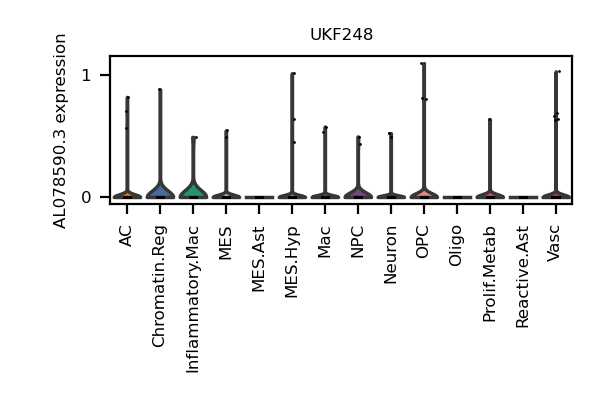 UKF248
AL078590.3 expression
1
0
AC
Chromatin.Reg
Inflammatory.Mac
MES
MES.Ast
MES.Hyp
Mac
NPC
Neuron
OPC
Oligo
Prolif.Metab
Reactive.Ast
Vasc